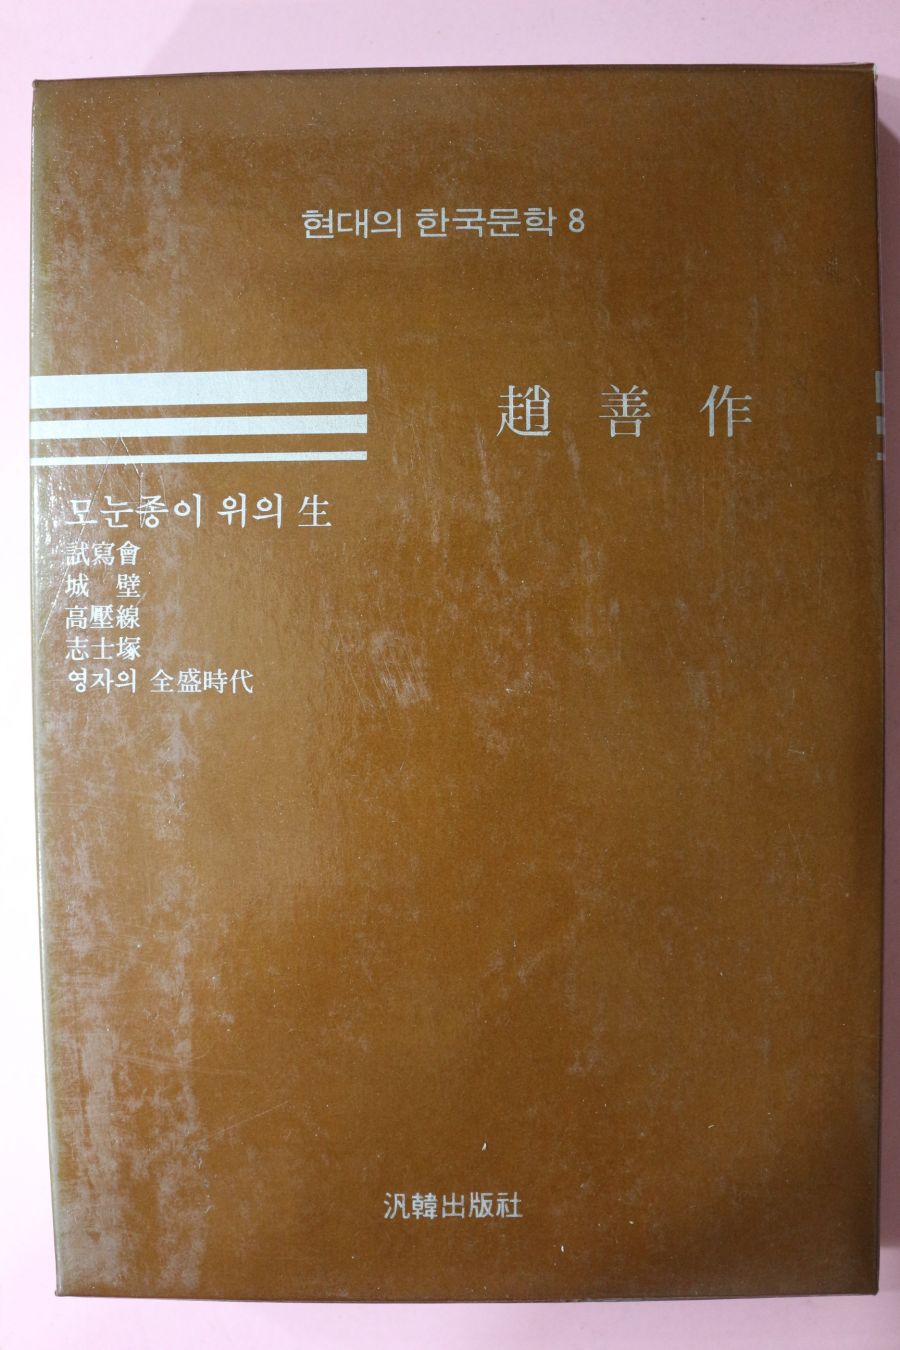 현대의 한국문학 8
趙善作
모눈종이 위의 生
試寫會
城壁
高壓線
志士塚
영자의 全盛時代
汎韓出版社